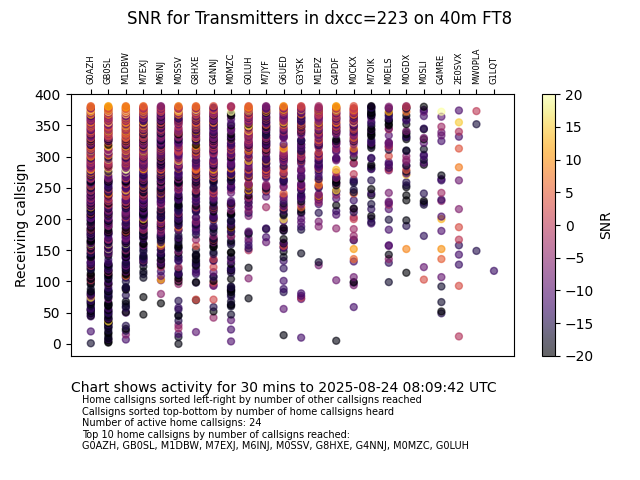 SNR for Transmitters in dxcc=223 on 40m FT8
G0AZH GB0SL M1DBW M7EXJ M6INJ M0SSV G8HXE G4NNJ M0MZC G0LUH M7JYF G6UED G3YSK M1EPZ G4PDF M0CKX M7OIK M0ELS M0GDX M0SLI G4MRE 2E0SVX MW0PLA G1LQT
400
350
300
250
200
150
100
50
0
Receiving callsign
20
15
10
5
0
−5
−10
−15
−20
SNR
Chart shows activity for 30 mins to 2025-08-24 08:09:42 UTC
Home callsigns sorted left-right by number of other callsigns reached
Callsigns sorted top-bottom by number of home callsigns heard
Number of active home callsigns: 24
Top 10 home callsigns by number of callsigns reached:
G0AZH, GB0SL, M1DBW, M7EXJ, M6INJ, M0SSV, G8HXE, G4NNJ, M0MZC, G0LUH